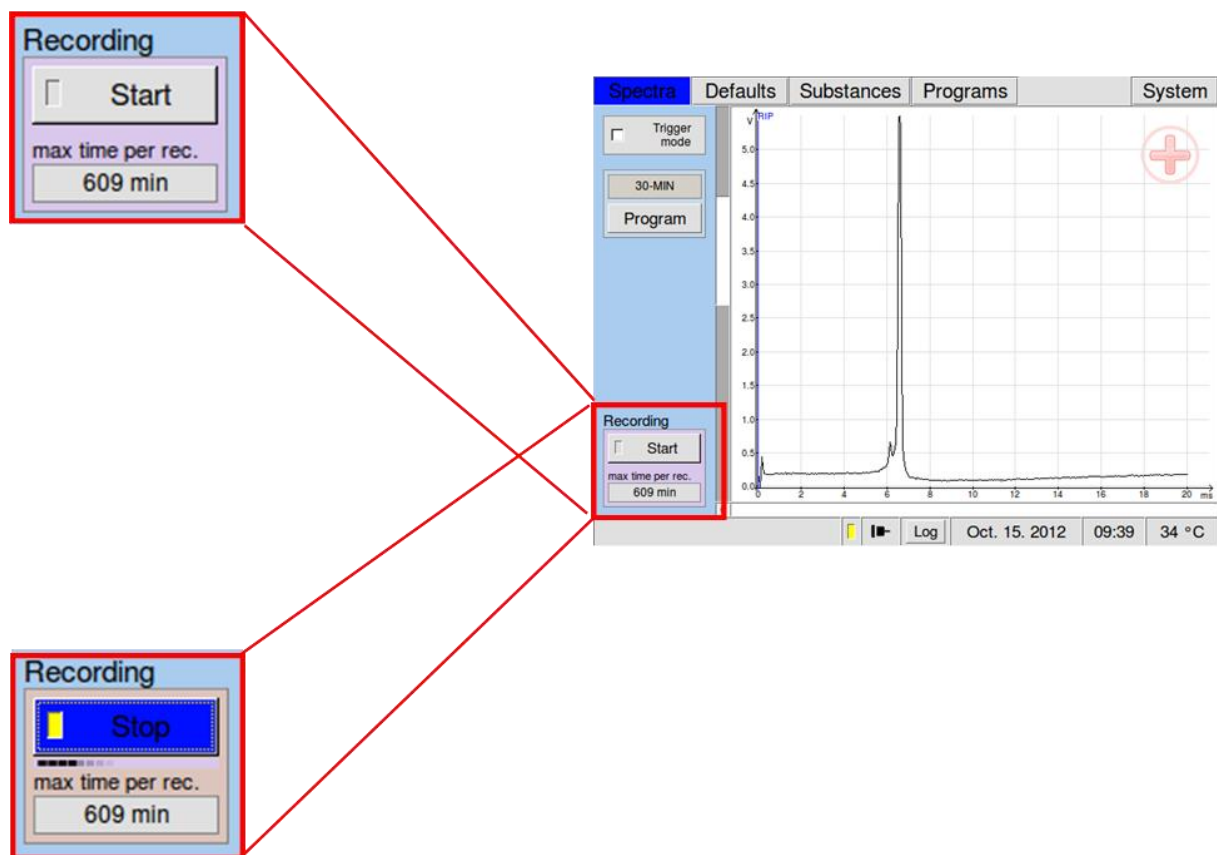 Recording
Start
max time per rec.
609 min
Spectra Defaults Substances Programs System
Trigger
mode
30-MIN
Program
V RIP
5.0
4.5
4.0
3.5
3.0
2.5
2.0
1.5
1.0
0.5
0.0
0 2 4 6 8 10 12 14 16 18 20 ms
Recording
Start
max time per rec.
609 min
Log Oct. 15. 2012 09:39 34 °C
Recording
Stop
max time per rec.
609 min